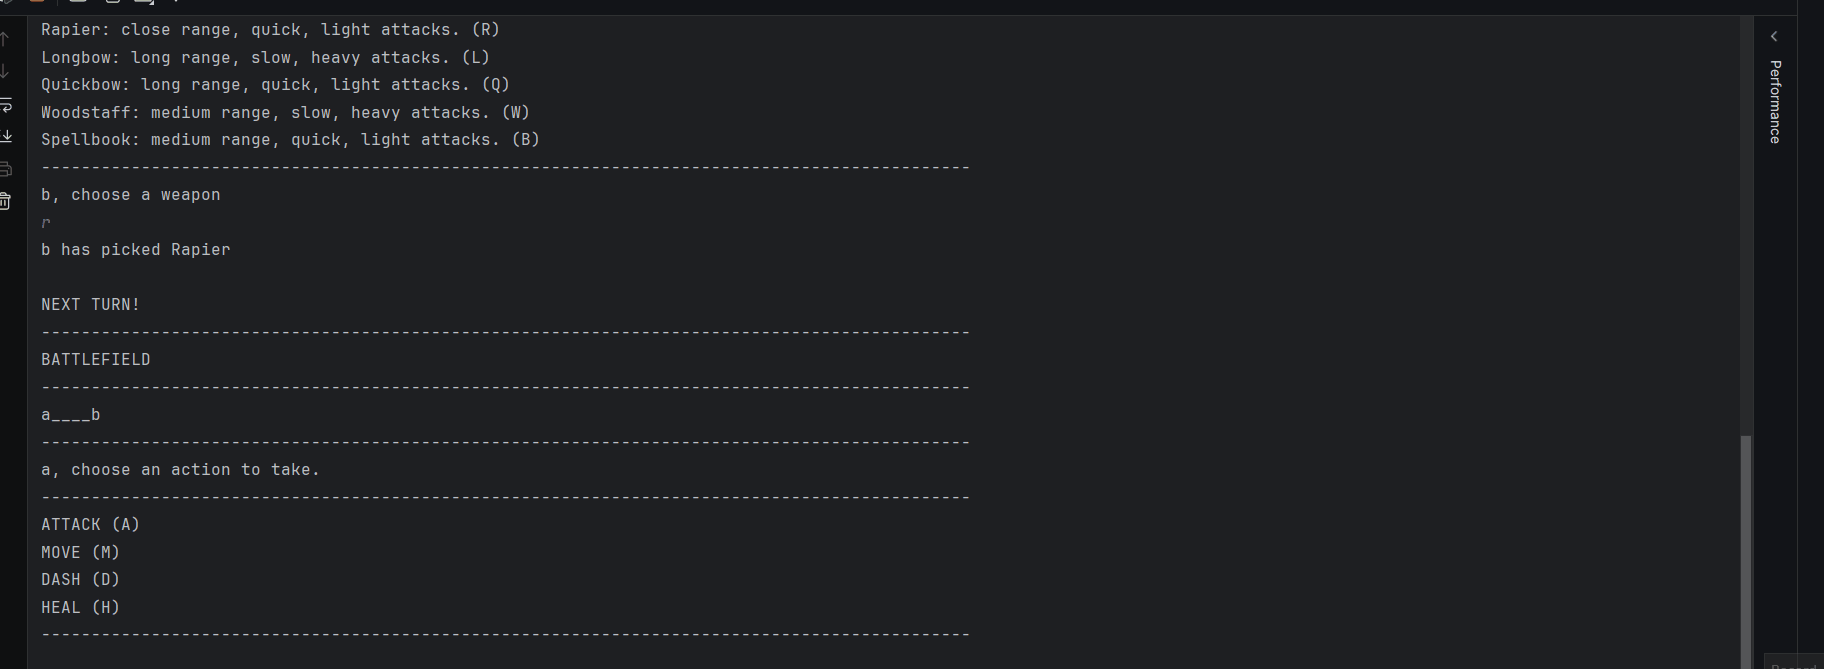 Rapier: close range, quick, light attacks. (R)
Longbow: long range, slow, heavy attacks. (L)
Quickbow: long range, quick, light attacks. (Q)
Woodstaff: medium range, slow, heavy attacks. (W)
Spellbook: medium range, quick, light attacks. (B)
---------------------------------------------------------------------------------------------
b, choose a weapon
r
b has picked Rapier
NEXT TURN!
---------------------------------------------------------------------------------------------
BATTLEFIELD
---------------------------------------------------------------------------------------------
a____b
---------------------------------------------------------------------------------------------
a, choose an action to take.
---------------------------------------------------------------------------------------------
ATTACK (A)
MOVE (M)
DASH (D)
HEAL (H)
---------------------------------------------------------------------------------------------
Performance